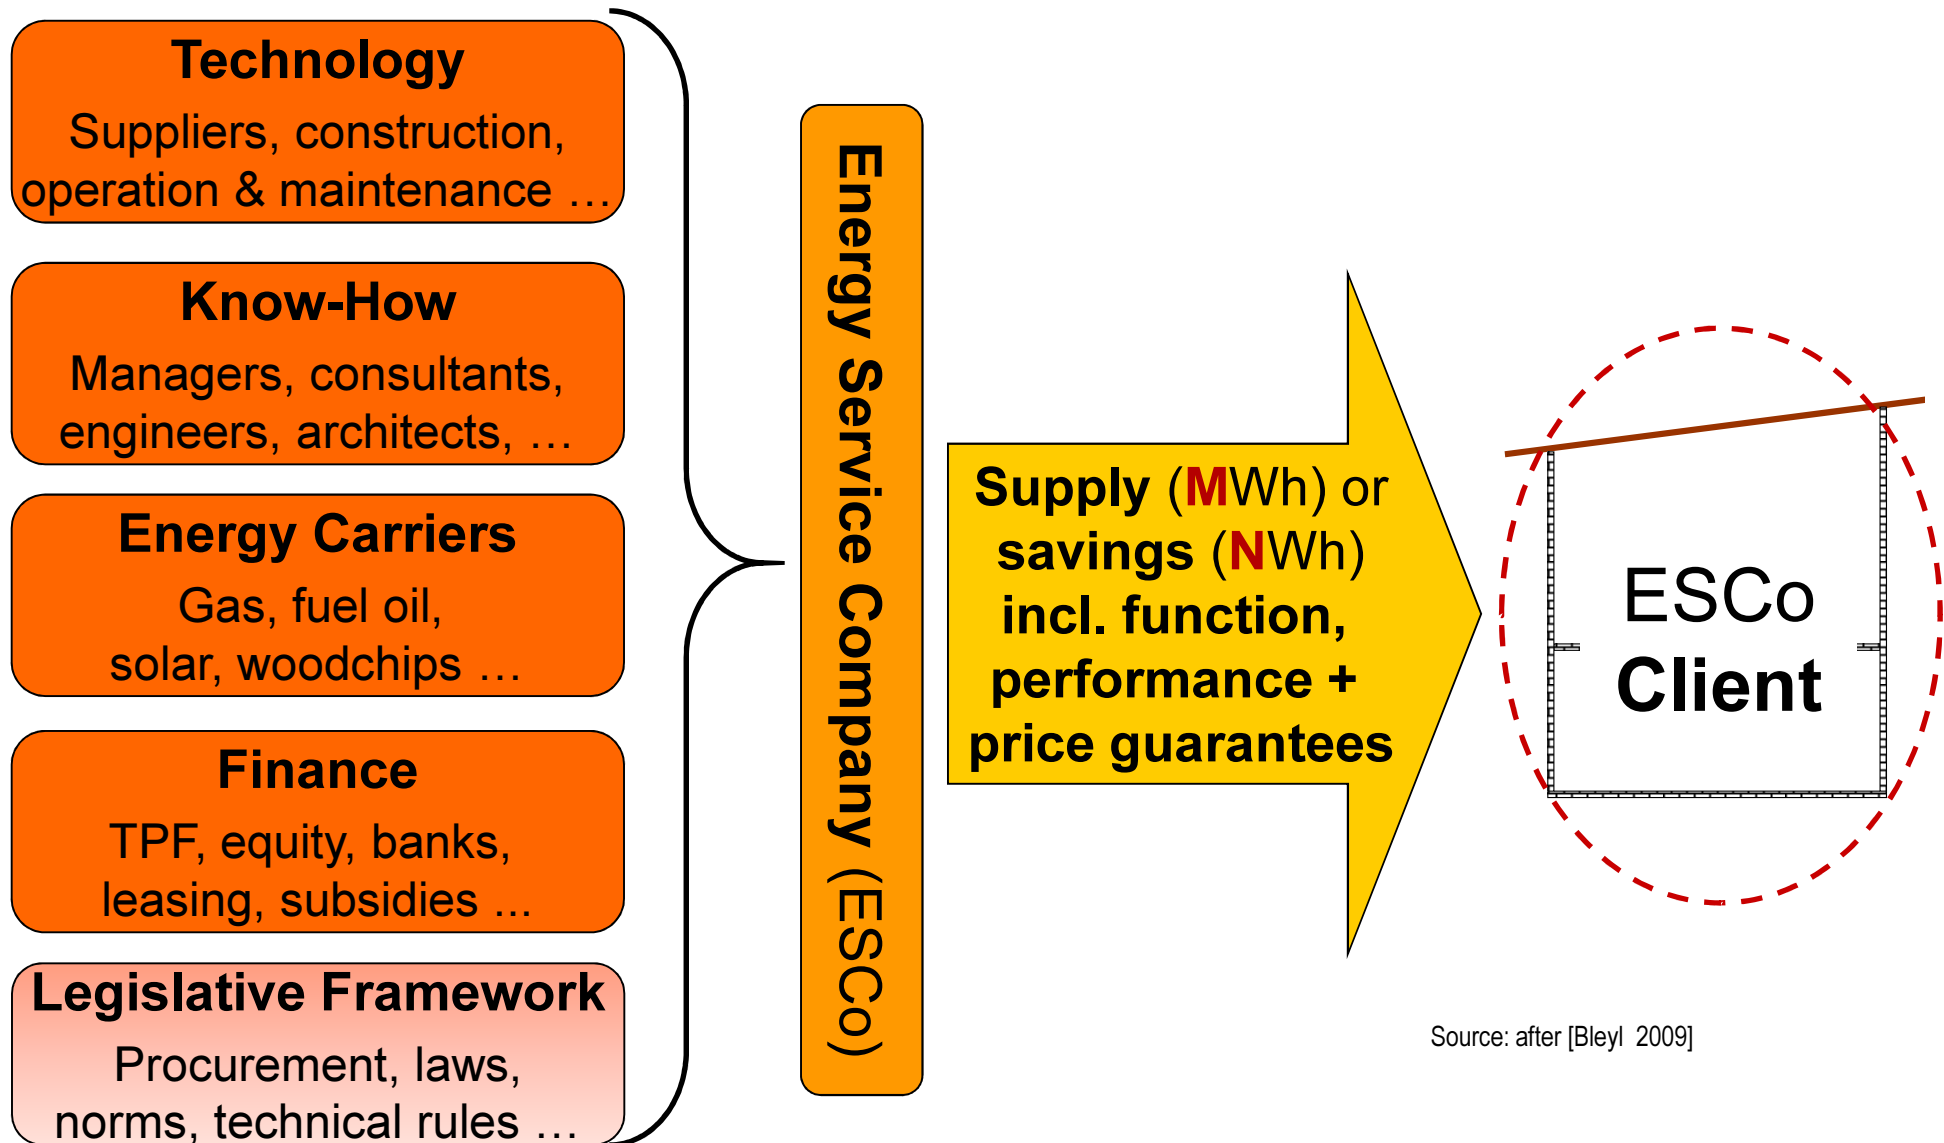 Technology
Suppliers, construction,
operation & maintenance …
Know-How
Managers, consultants,
engineers, architects, …
Energy Carriers
Gas, fuel oil,
solar, woodchips …
Finance
TPF, equity, banks,
leasing, subsidies ...
Legislative Framework
Procurement, laws,
norms, technical rules …
Energy Service Company (ESCo)
Supply (MWh) or
savings (NWh)
incl. function,
performance +
price guarantees
ESCo
Client
Source: after [Bleyl 2009]